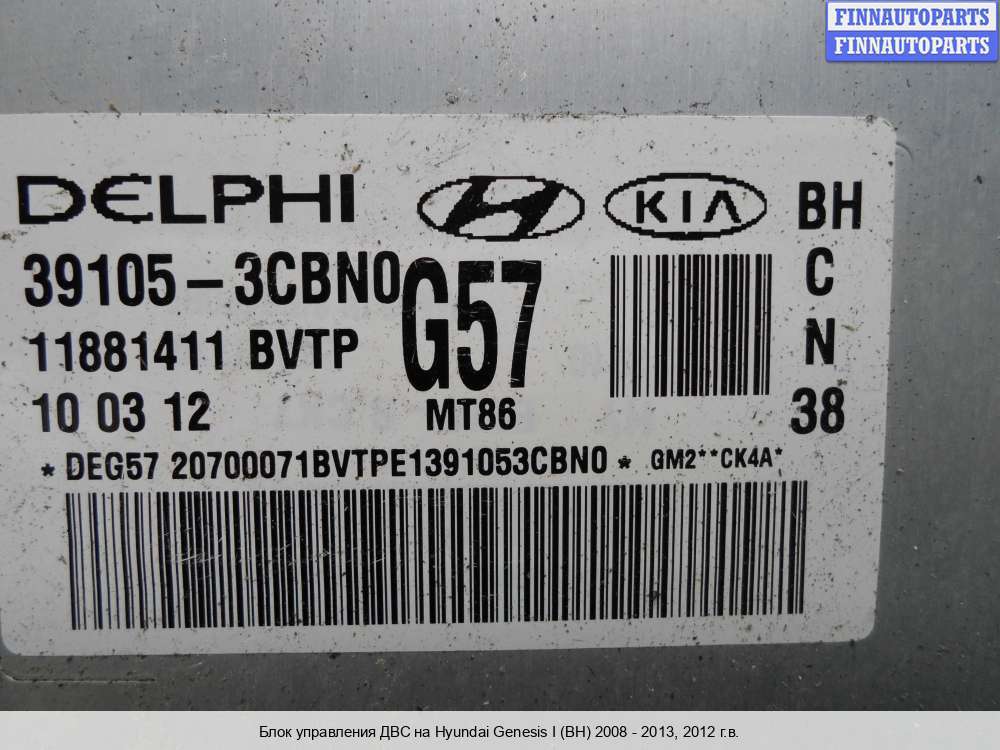 FINNAUTOPARTS
FINNAUTOPARTS
DELPHI KIA BH
39105-3CBN0 G57 C
11881411 BVTP N
10 03 12 MT86 38
* DEG57 20700071BVTPE1391053CBN0 * GM2**CK4A*
Блок управления ДВС на Hyundai Genesis I (BH) 2008 - 2013, 2012 г.в.